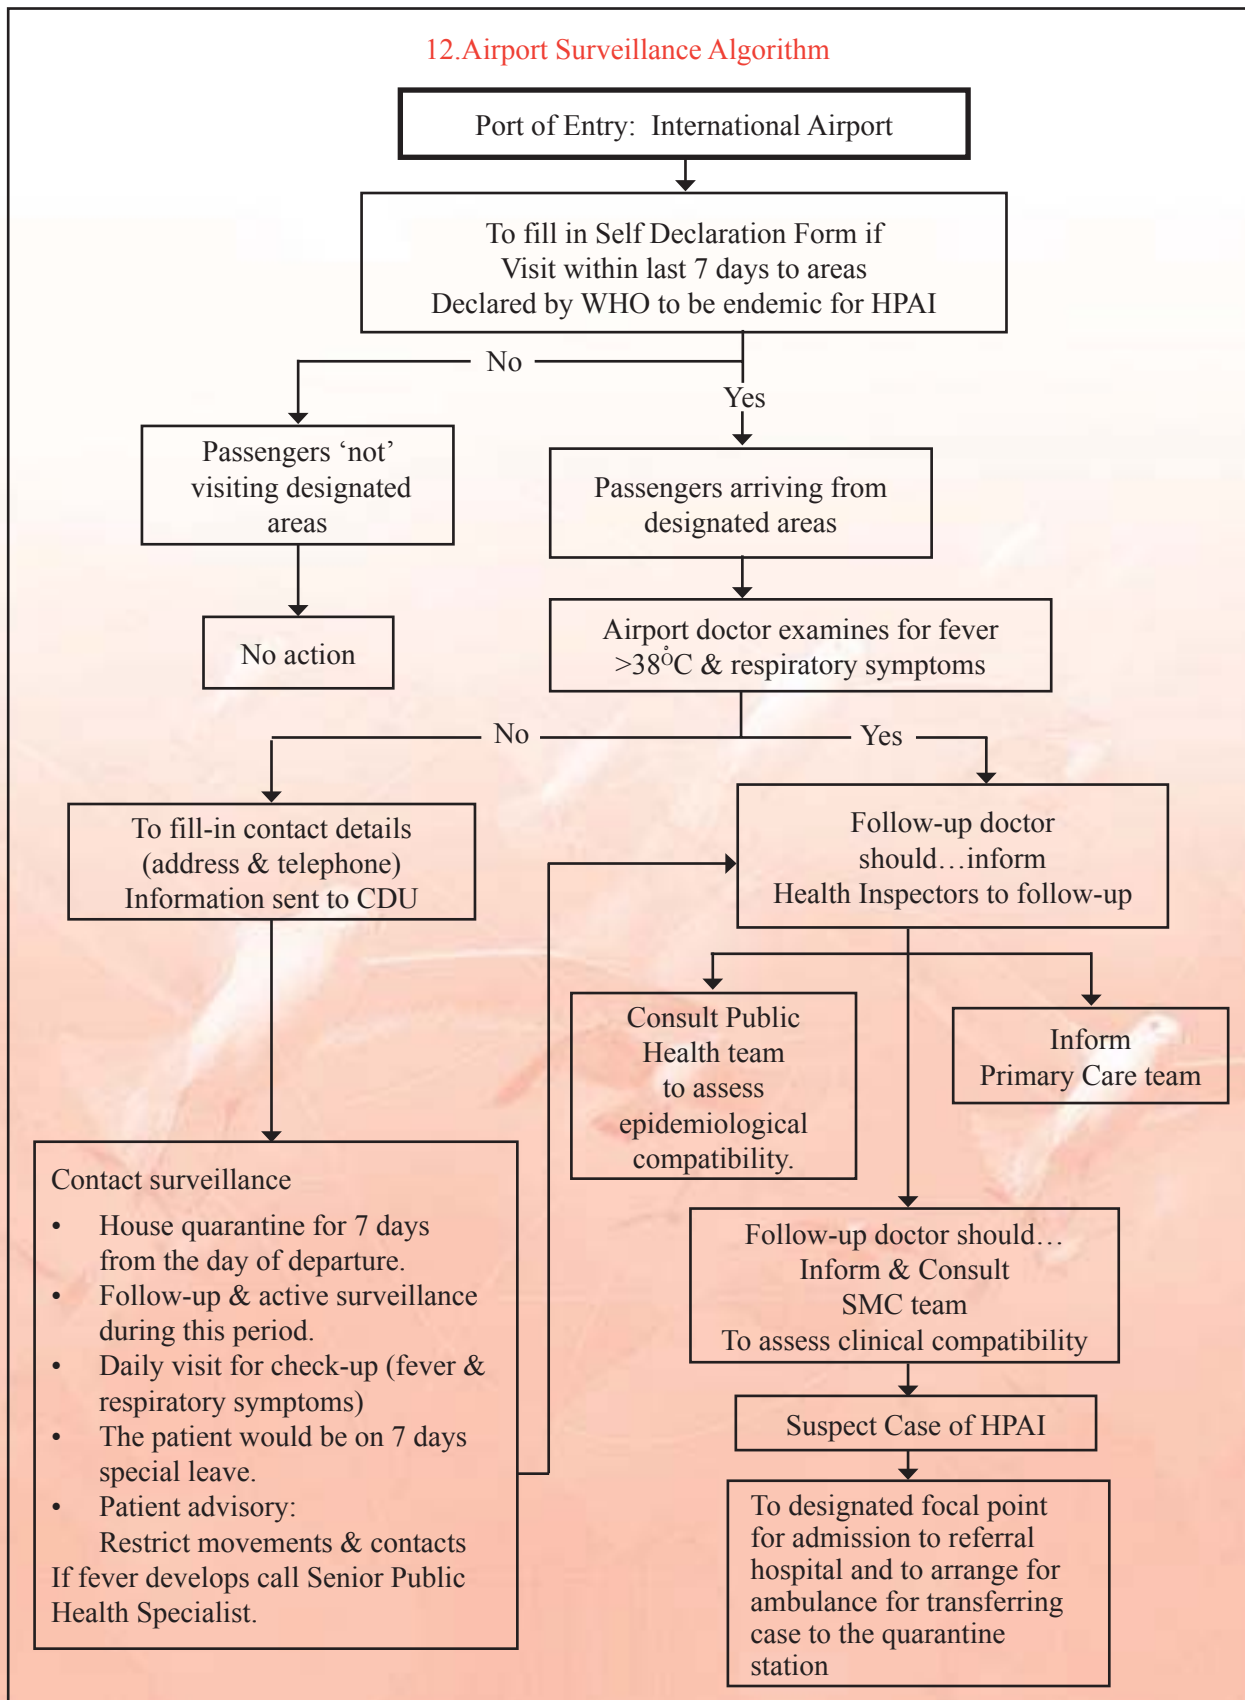 12.Airport Surveillance Algorithm
Port of Entry: International Airport
To fill in Self Declaration Form if
Visit within last 7 days to areas
Declared by WHO to be endemic for HPAI
No
Yes
Passengers ‘not’
visiting designated
areas
Passengers arriving from
designated areas
No action
Airport doctor examines for fever
>38°C & respiratory symptoms
No
Yes
To fill-in contact details
(address & telephone)
Information sent to CDU
Follow-up doctor
should…inform
Health Inspectors to follow-up
Consult Public
Health team
to assess
epidemiological
compatibility.
Inform
Primary Care team
Contact surveillance
• House quarantine for 7 days
from the day of departure.
• Follow-up & active surveillance
during this period.
• Daily visit for check-up (fever &
respiratory symptoms)
• The patient would be on 7 days
special leave.
• Patient advisory:
Restrict movements & contacts
If fever develops call Senior Public
Health Specialist.
Follow-up doctor should…
Inform & Consult
SMC team
To assess clinical compatibility
Suspect Case of HPAI
To designated focal point
for admission to referral
hospital and to arrange for
ambulance for transferring
case to the quarantine
station